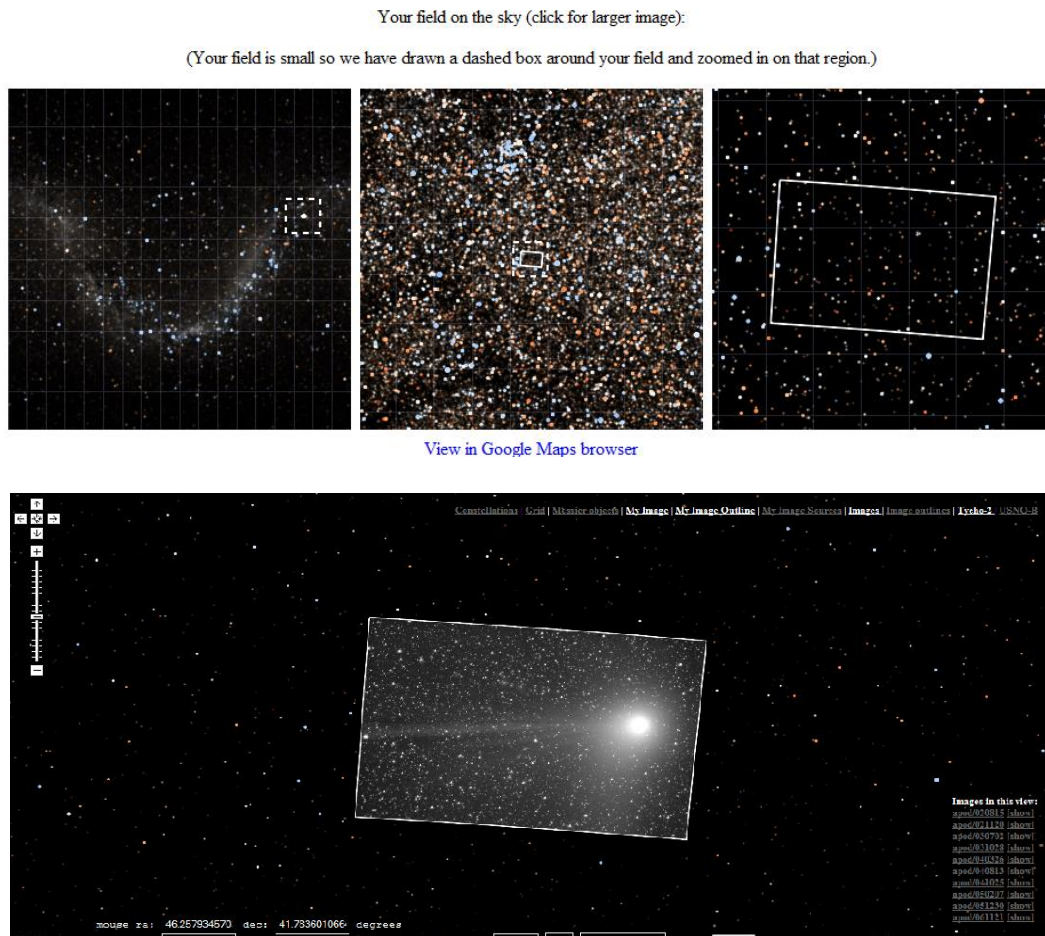 Your field on the sky (click for larger image):
(Your field is small so we have drawn a dashed box around your field and zoomed in on that region.)
View in Google Maps browser
Constellations | Grid | Messier objects | My Image | My Image Outline | My Image Sources | Images | Image outlines | Tycho-2 | USNO-B
Images in this view:
apod/020815 [show]
apod/021120 [show]
apod/030702 [show]
apod/031028 [show]
apod/040326 [show]
apod/040813 [show]
apod/041025 [show]
apod/050207 [show]
apod/051230 [show]
apod/061121 [show]
mouse ra: 46.257934570 dec: 41.733601066 degrees